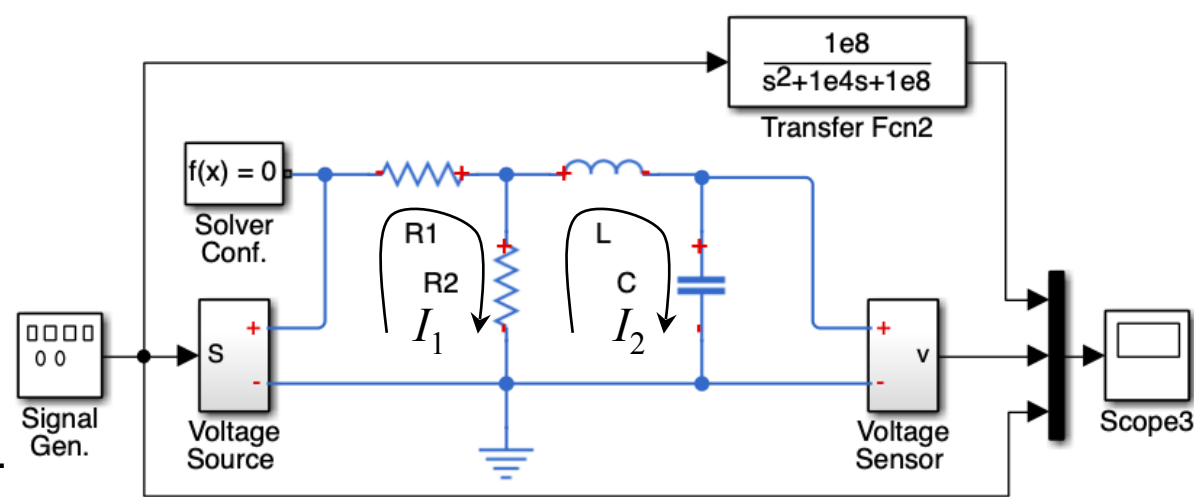 1e8
s2+1e4s+1e8
Transfer Fcn2
f(x) = 0
Solver
Conf.
-
+
+
-
R1
L
+
+
R2
C
I1
I2
-
-
Signal
Gen.
+
S
-
Voltage
Source
+
v
-
Voltage
Sensor
Scope3
.